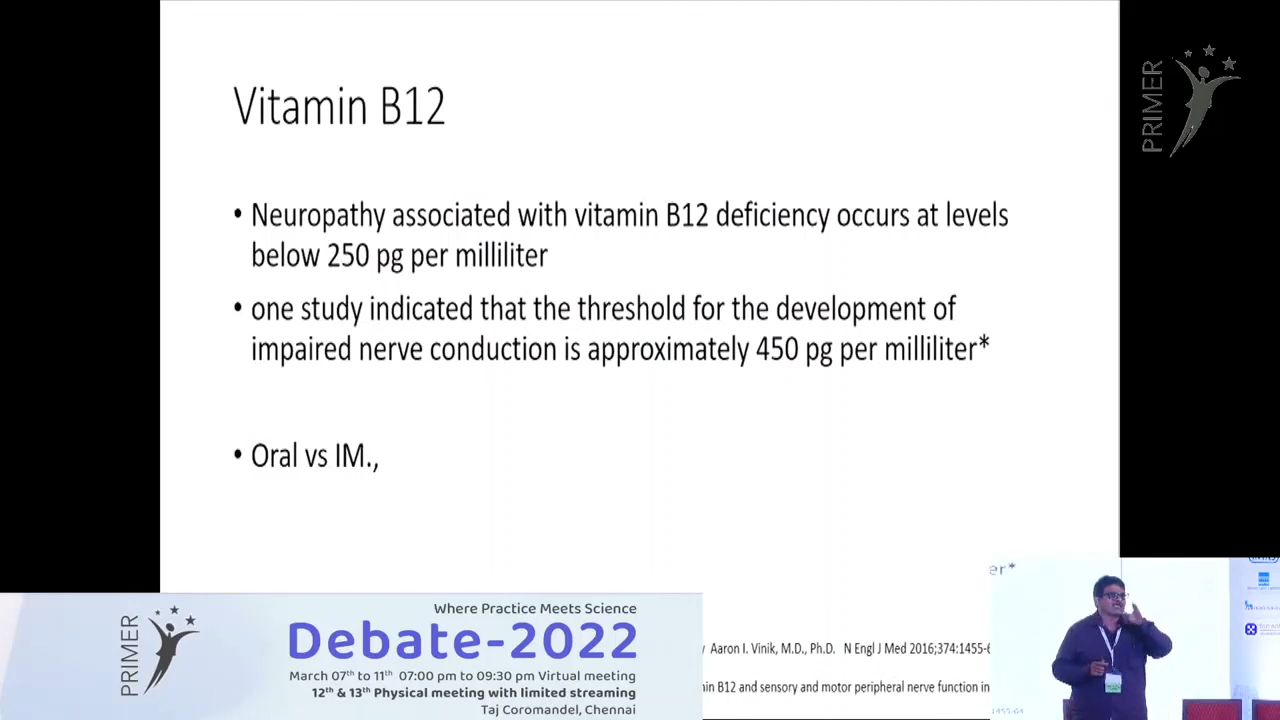 Vitamin B12
PRIMER
• Neuropathy associated with vitamin B12 deficiency occurs at levels
below 250 pg per milliliter
• one study indicated that the threshold for the development of
impaired nerve conduction is approximately 450 pg per milliliter*
• Oral vs IM.,
er*
PRIMER
Where Practice Meets Science
Debate-2022
March 07th to 11th 07:00 pm to 09:30 pm Virtual meeting
12th & 13th Physical meeting with limited streaming
Taj Coromandel, Chennai
Aaron I. Vinik, M.D., Ph.D. N Engl J Med 2016;374:1455-6
in B12 and sensory and motor peripheral nerve function in